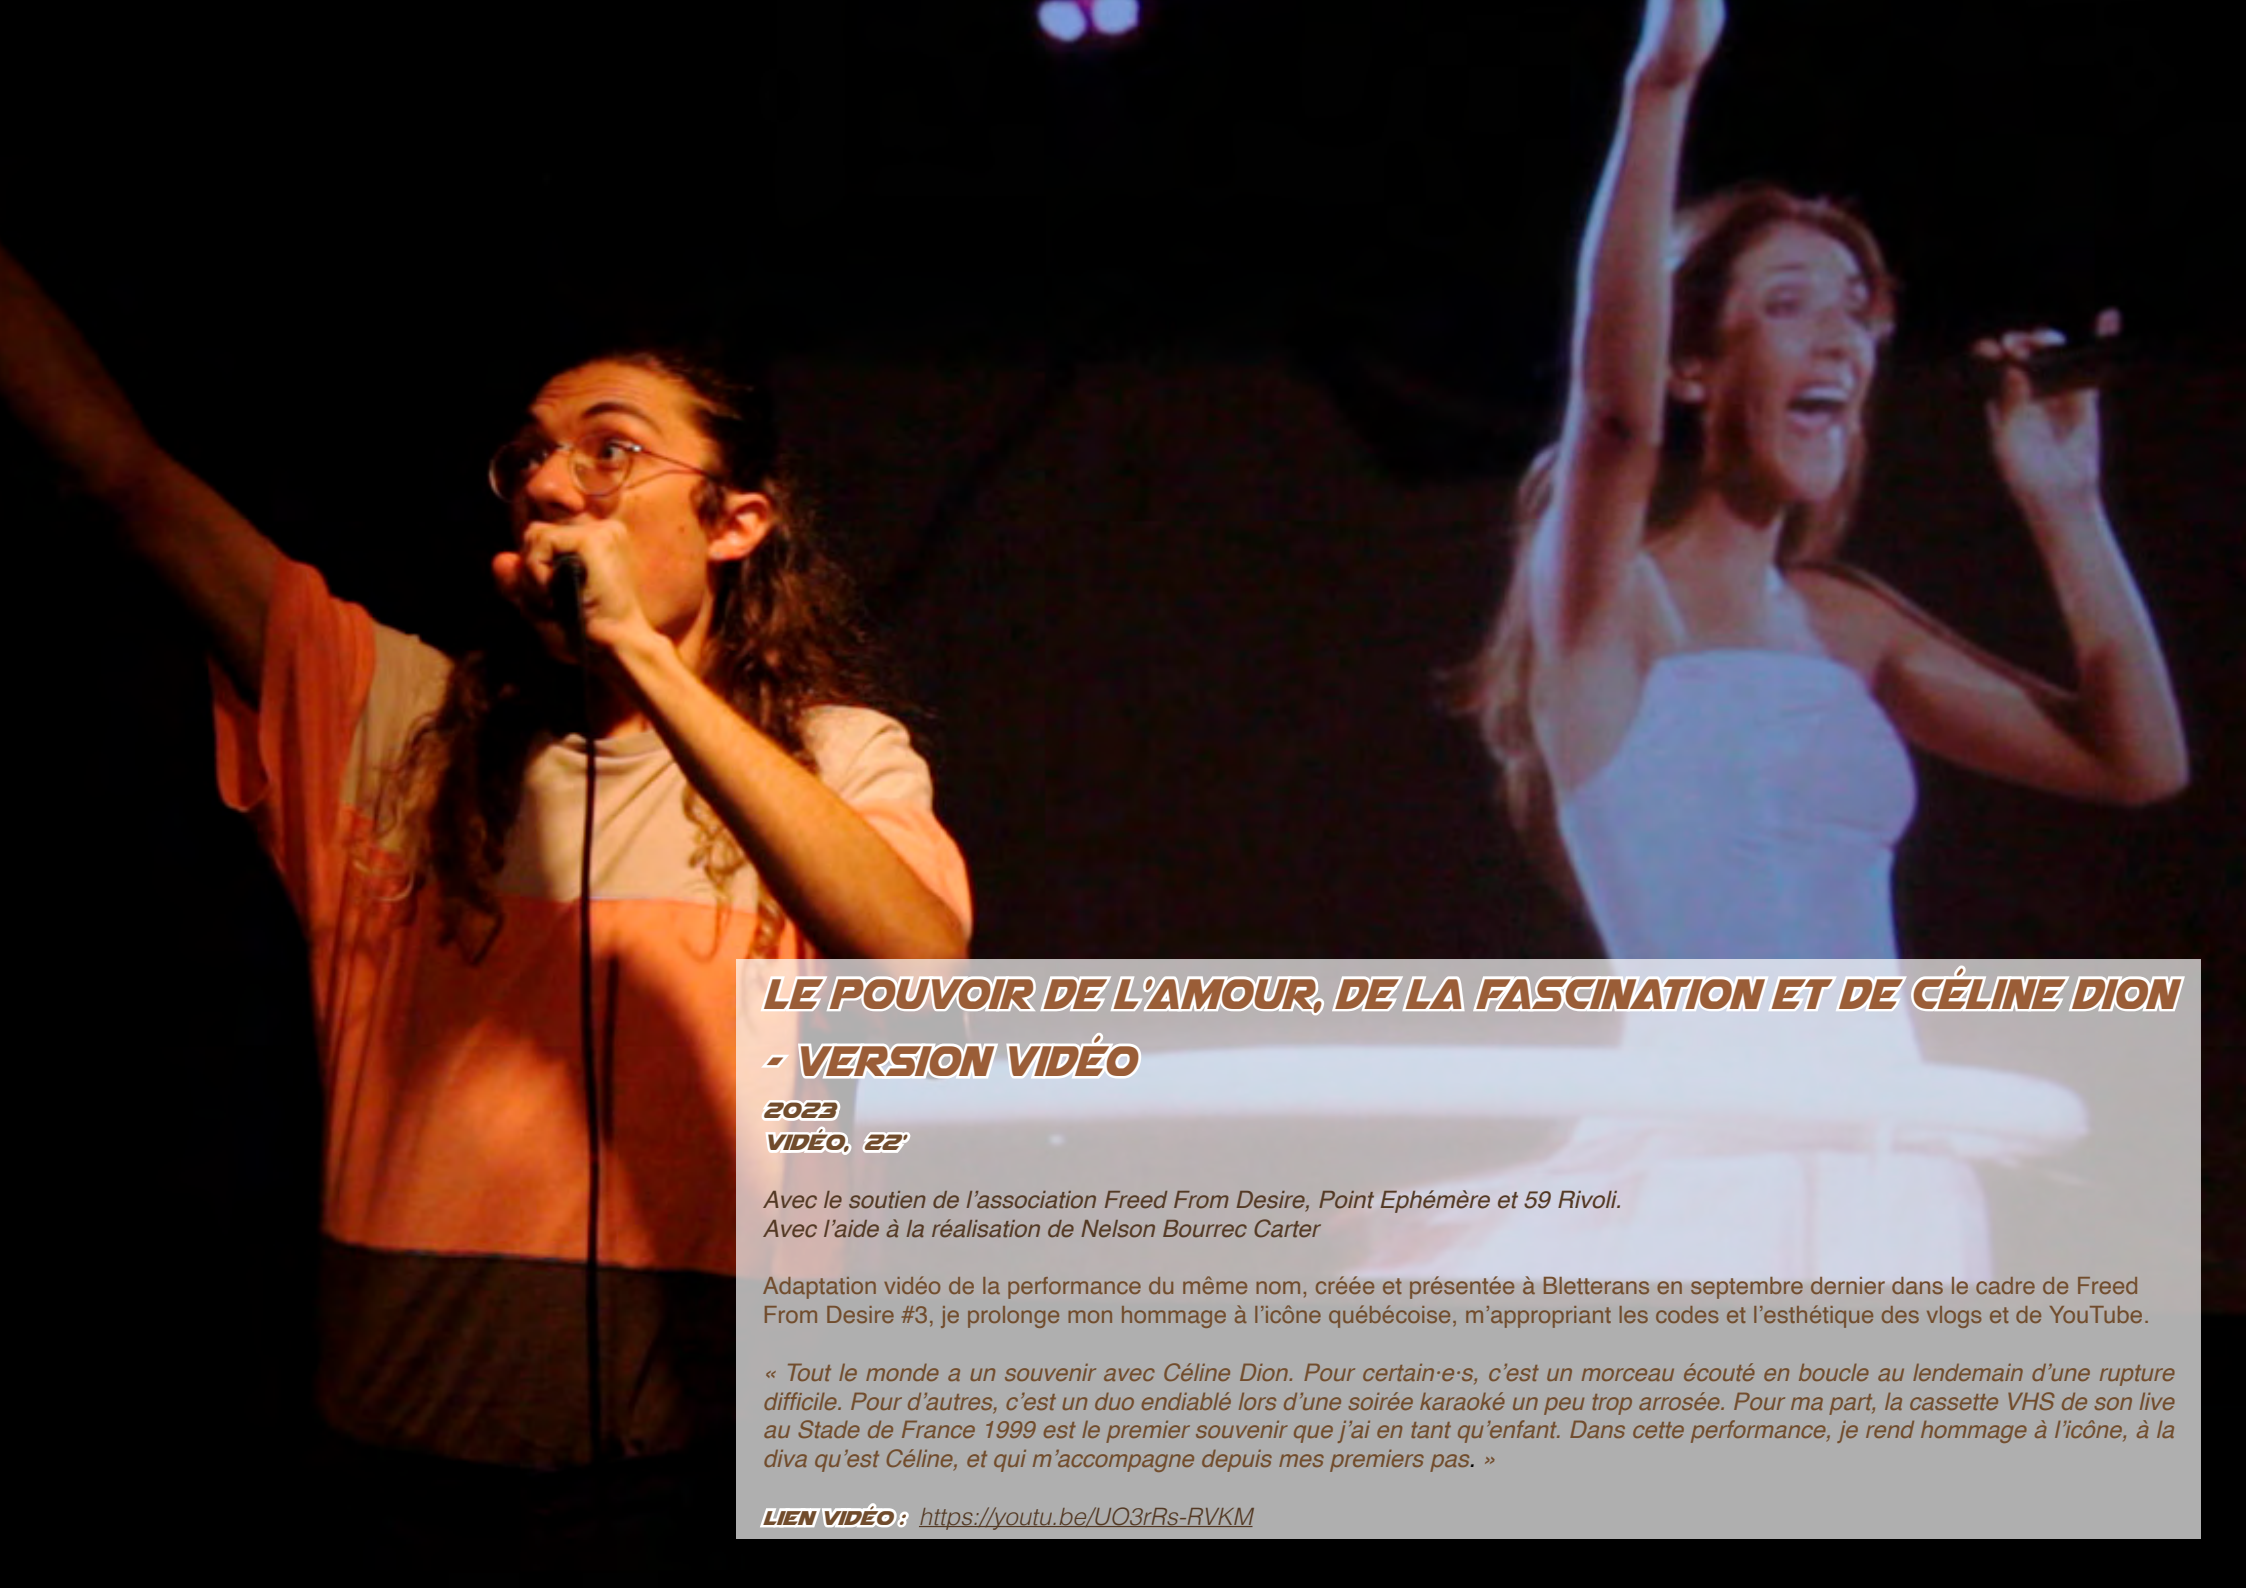 LE POUVOIR DE L'AMOUR, DE LA FASCINATION ET DE CÉLINE DION
- VERSION VIDÉO
2023
VIDÉO, 22'
Avec le soutien de l'association Freed From Desire, Point Ephémère et 59 Rivoli.
Avec l'aide à la réalisation de Nelson Bourrec Carter
Adaptation vidéo de la performance du même nom, créée et présentée à Bletterans en septembre dernier dans le cadre de Freed
From Desire #3, je prolonge mon hommage à l'icône québécoise, m'appropriant les codes et l'esthétique des vlogs et de YouTube.
« Tout le monde a un souvenir avec Céline Dion. Pour certain·e·s, c'est un morceau écouté en boucle au lendemain d'une rupture
difficile. Pour d'autres, c'est un duo endiablé lors d'une soirée karaoké un peu trop arrosée. Pour ma part, la cassette VHS de son live
au Stade de France 1999 est le premier souvenir que j'ai en tant qu'enfant. Dans cette performance, je rend hommage à l'icône, à la
diva qu'est Céline, et qui m'accompagne depuis mes premiers pas. »
LIEN VIDÉO : https://youtu.be/UO3rRs-RVKM